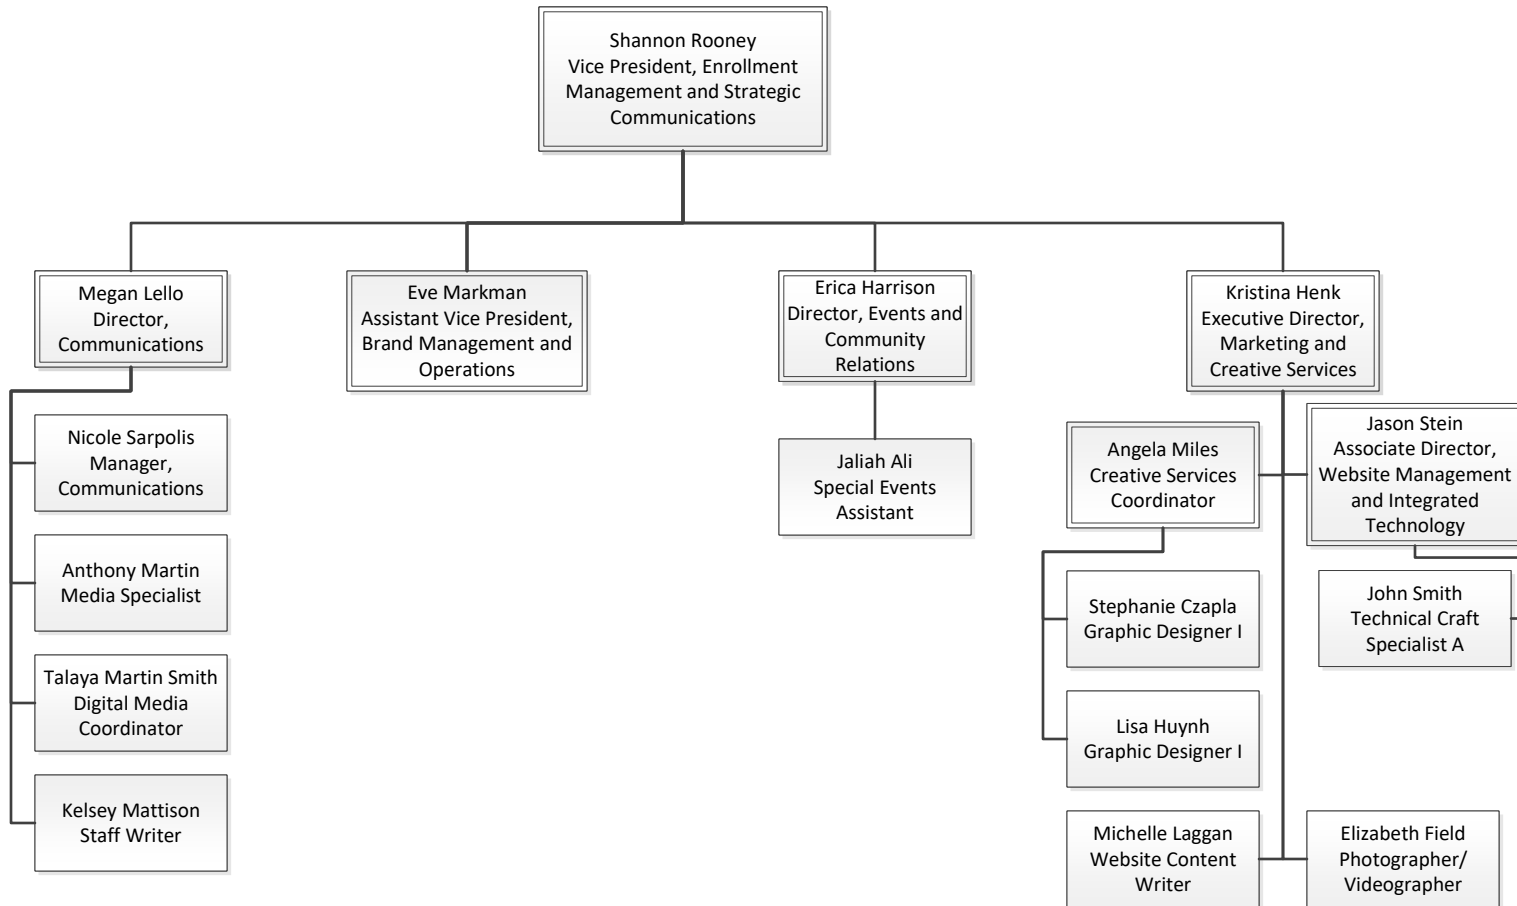 Shannon Rooney
Vice President, Enrollment
Management and Strategic
Communications
Megan Lello
Director,
Communications
Eve Markman
Assistant Vice President,
Brand Management and
Operations
Erica Harrison
Director, Events and
Community
Relations
Kristina Henk
Executive Director,
Marketing and
Creative Services
Nicole Sarpolis
Manager,
Communications
Anthony Martin
Media Specialist
Talaya Martin Smith
Digital Media
Coordinator
Kelsey Mattison
Staff Writer
Jaliah Ali
Special Events
Assistant
Angela Miles
Creative Services
Coordinator
Jason Stein
Associate Director,
Website Management
and Integrated
Technology
Stephanie Czapla
Graphic Designer I
John Smith
Technical Craft
Specialist A
Lisa Huynh
Graphic Designer I
Michelle Laggan
Website Content
Writer
Elizabeth Field
Photographer/
Videographer